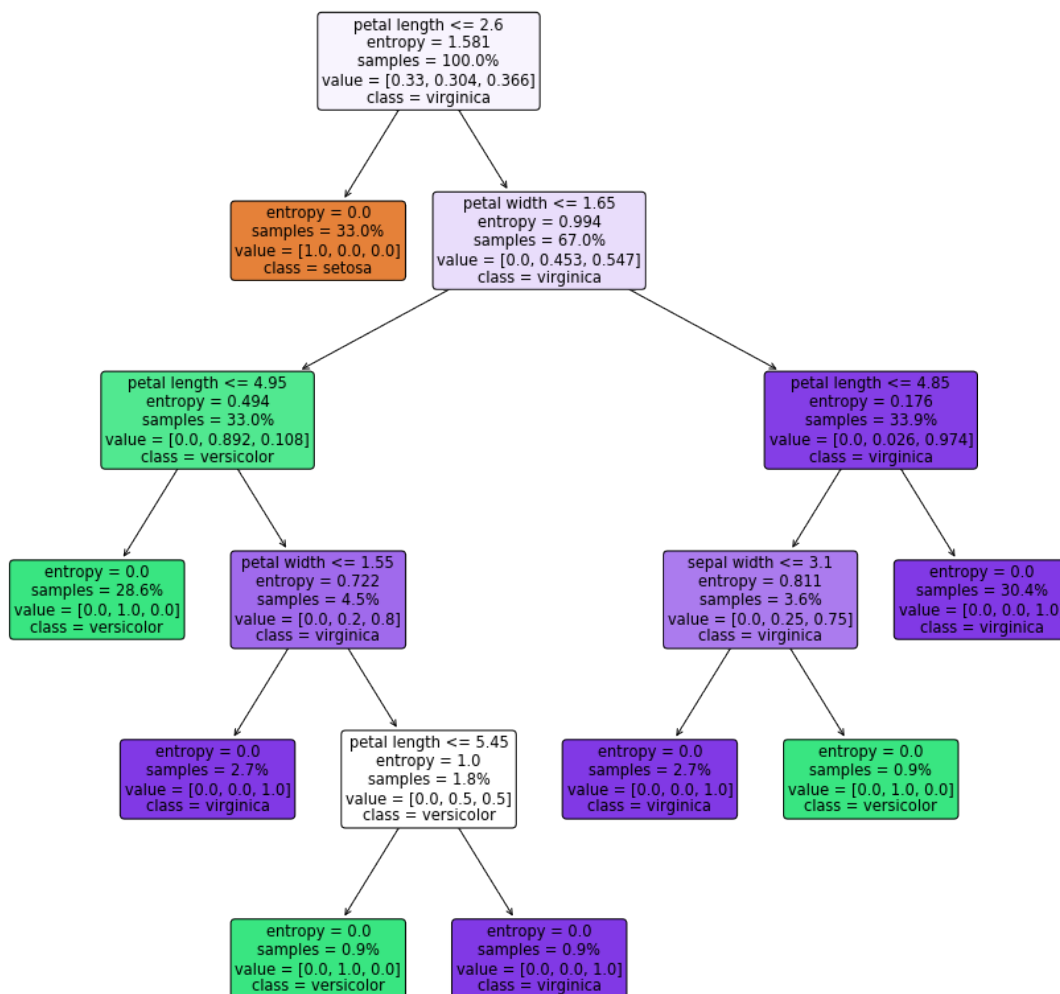 petal length <= 2.6
entropy = 1.581
samples = 100.0%
value = [0.33, 0.304, 0.366]
class = virginica
entropy = 0.0
samples = 33.0%
value = [1.0, 0.0, 0.0]
class = setosa
petal width <= 1.65
entropy = 0.994
samples = 67.0%
value = [0.0, 0.453, 0.547]
class = virginica
petal length <= 4.95
entropy = 0.494
samples = 33.0%
value = [0.0, 0.892, 0.108]
class = versicolor
petal length <= 4.85
entropy = 0.176
samples = 33.9%
value = [0.0, 0.026, 0.974]
class = virginica
entropy = 0.0
samples = 28.6%
value = [0.0, 1.0, 0.0]
class = versicolor
petal width <= 1.55
entropy = 0.722
samples = 4.5%
value = [0.0, 0.2, 0.8]
class = virginica
sepal width <= 3.1
entropy = 0.811
samples = 3.6%
value = [0.0, 0.25, 0.75]
class = virginica
entropy = 0.0
samples = 30.4%
value = [0.0, 0.0, 1.0]
class = virginica
entropy = 0.0
samples = 2.7%
value = [0.0, 0.0, 1.0]
class = virginica
petal length <= 5.45
entropy = 1.0
samples = 1.8%
value = [0.0, 0.5, 0.5]
class = versicolor
entropy = 0.0
samples = 2.7%
value = [0.0, 0.0, 1.0]
class = virginica
entropy = 0.0
samples = 0.9%
value = [0.0, 1.0, 0.0]
class = versicolor
entropy = 0.0
samples = 0.9%
value = [0.0, 1.0, 0.0]
class = versicolor
entropy = 0.0
samples = 0.9%
value = [0.0, 0.0, 1.0]
class = virginica